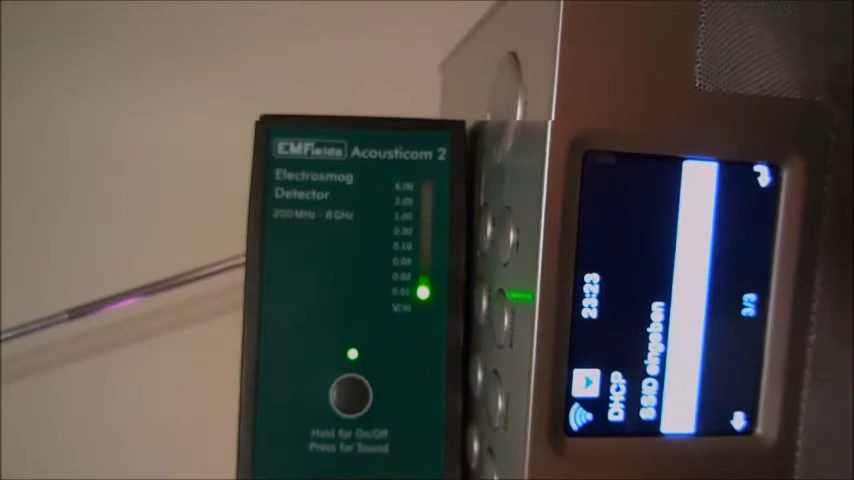 EMFields Acousticom 2
Electrosmog
Detector
200 MHz - 8 GHz
6.00
3.00
1.00
0.30
0.10
0.05
0.02
0.01
V/m
Hold for On/Off
Press for Sound
23:23
DHCP
SSID eingeben
3/3